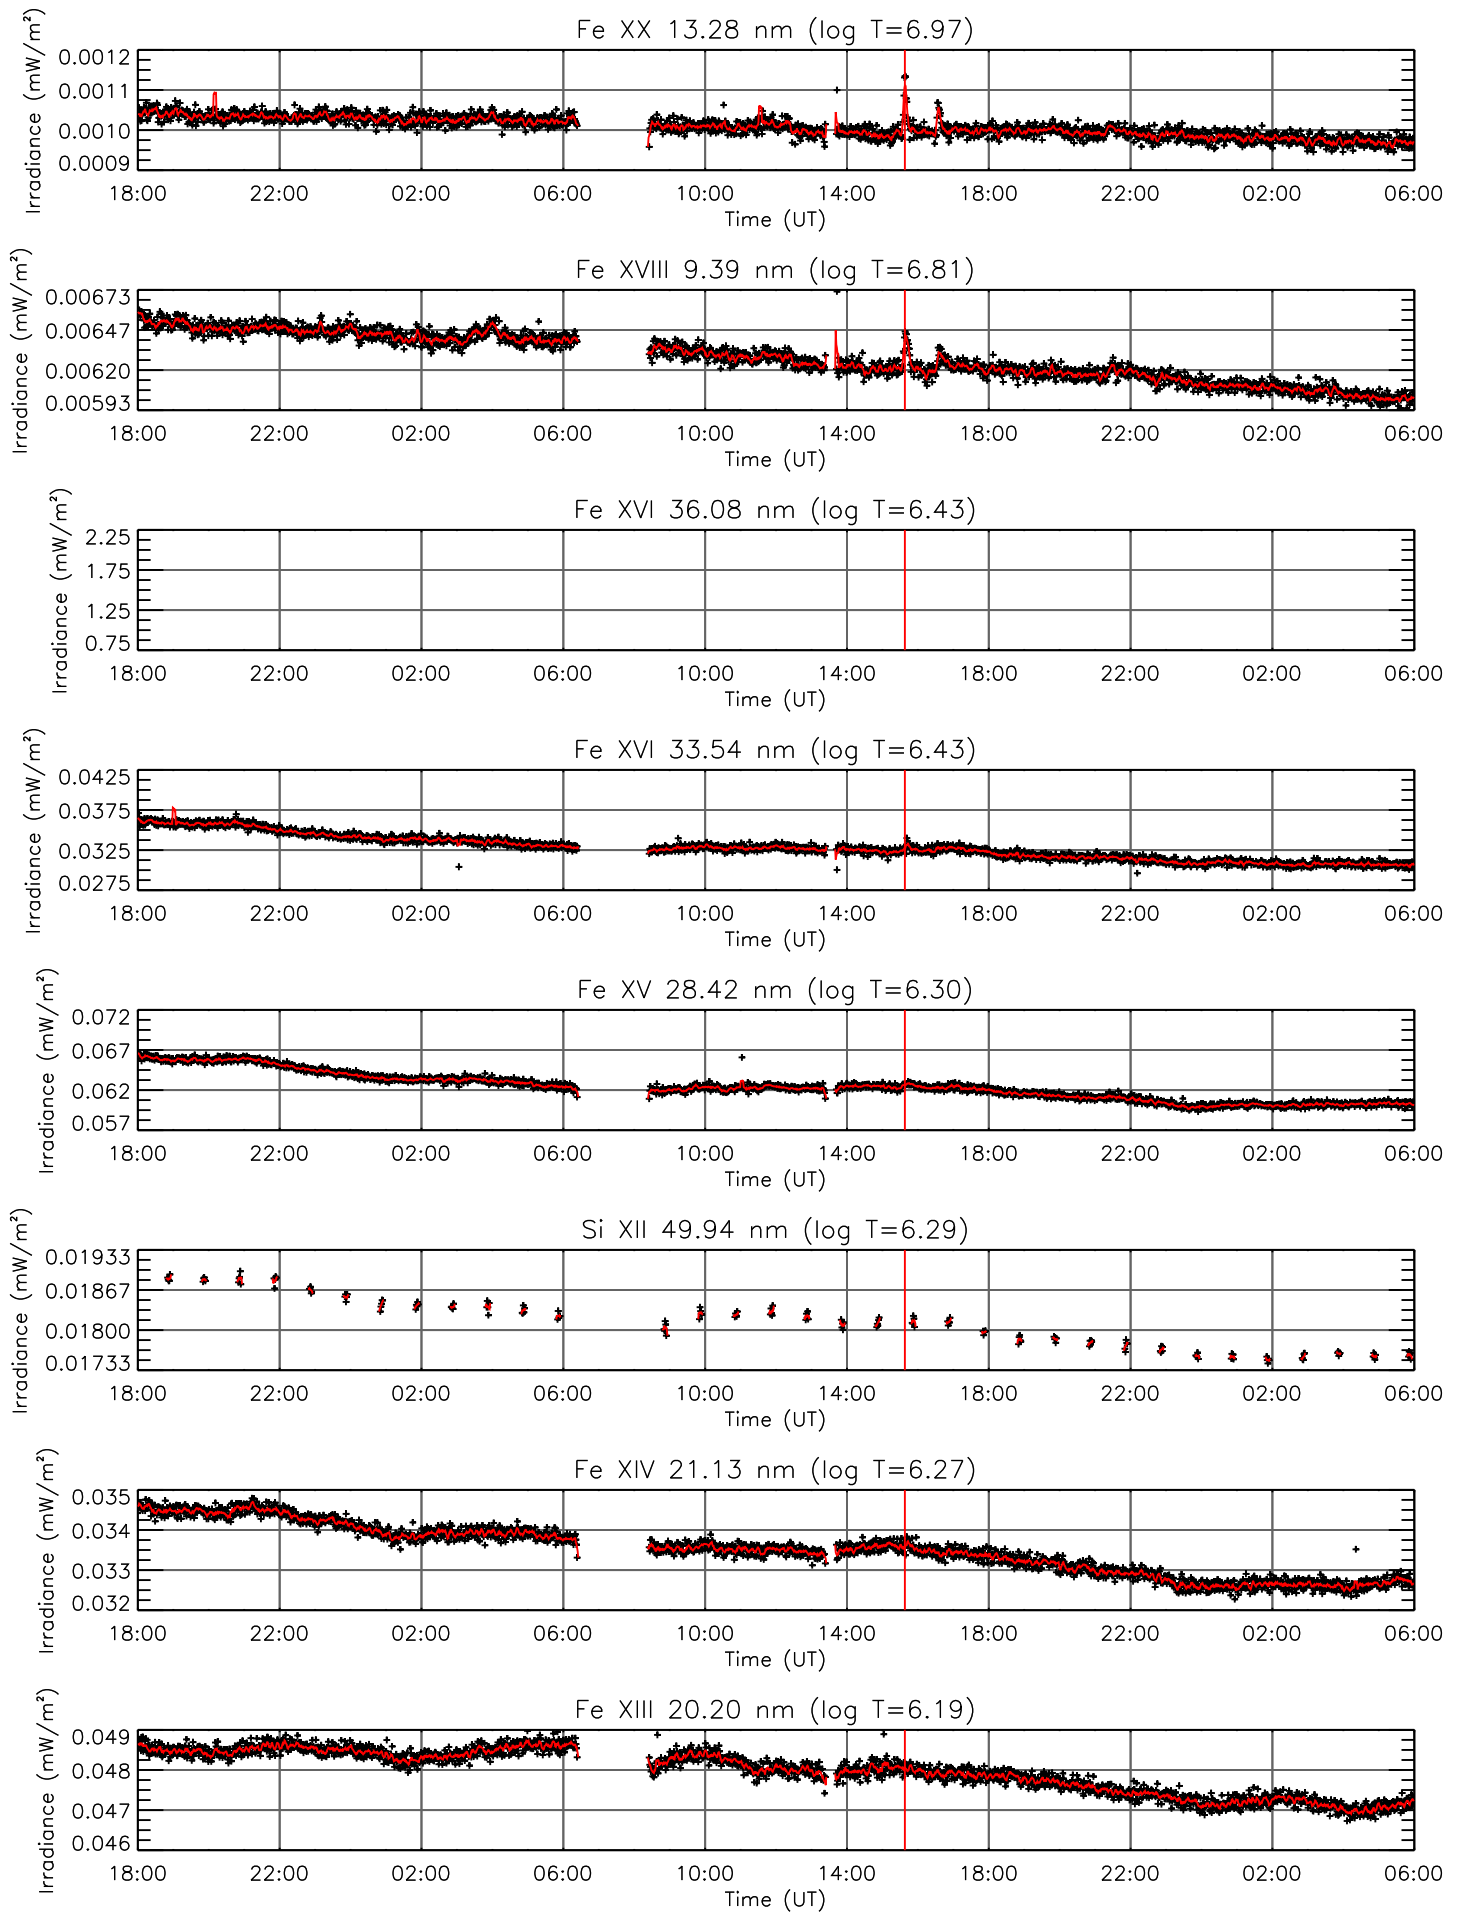 Fe XX 13.28 nm (log T=6.97)
Irradiance (mW/m²)
0.0012
0.0011
0.0010
0.0009
18:00 22:00 02:00 06:00 10:00 14:00 18:00 22:00 02:00 06:00
Time (UT)
Fe XVIII 9.39 nm (log T=6.81)
Irradiance (mW/m²)
0.00673
0.00647
0.00620
0.00593
18:00 22:00 02:00 06:00 10:00 14:00 18:00 22:00 02:00 06:00
Time (UT)
Fe XVI 36.08 nm (log T=6.43)
Irradiance (mW/m²)
2.25
1.75
1.25
0.75
18:00 22:00 02:00 06:00 10:00 14:00 18:00 22:00 02:00 06:00
Time (UT)
Fe XVI 33.54 nm (log T=6.43)
Irradiance (mW/m²)
0.0425
0.0375
0.0325
0.0275
18:00 22:00 02:00 06:00 10:00 14:00 18:00 22:00 02:00 06:00
Time (UT)
Fe XV 28.42 nm (log T=6.30)
Irradiance (mW/m²)
0.072
0.067
0.062
0.057
18:00 22:00 02:00 06:00 10:00 14:00 18:00 22:00 02:00 06:00
Time (UT)
Si XII 49.94 nm (log T=6.29)
Irradiance (mW/m²)
0.01933
0.01867
0.01800
0.01733
18:00 22:00 02:00 06:00 10:00 14:00 18:00 22:00 02:00 06:00
Time (UT)
Fe XIV 21.13 nm (log T=6.27)
Irradiance (mW/m²)
0.035
0.034
0.033
0.032
18:00 22:00 02:00 06:00 10:00 14:00 18:00 22:00 02:00 06:00
Time (UT)
Fe XIII 20.20 nm (log T=6.19)
Irradiance (mW/m²)
0.049
0.048
0.047
0.046
18:00 22:00 02:00 06:00 10:00 14:00 18:00 22:00 02:00 06:00
Time (UT)